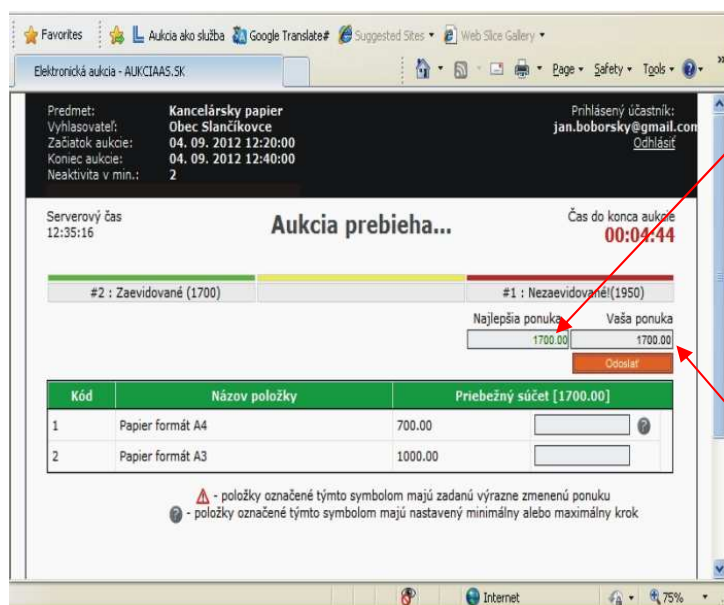 Favorites Aukcia ako služba Google Translate# Suggested Sites Web Slice Gallery
Elektronická aukcia - AUKCIAAS.SK Page Safety Tools
Predmet: Kancelársky papier
Vyhlasovateľ: Obec Slančíkovce
Začiatok aukcie: 04. 09. 2012 12:20:00
Koniec aukcie: 04. 09. 2012 12:40:00
Neaktivita v min.: 2
Prihlásený účastník:
jan.boborsky@gmail.com
Odhlásiť
Serverový čas
12:35:16
Aukcia prebieha...
Čas do konca aukcie
00:04:44
#2 : Zaevidované (1700) #1 : Nezaevidované!(1950)
Najlepšia ponuka Vaša ponuka
1700.00 1700.00
Odoslať
Kód Názov položky Priebežný súčet [1700.00]
1 Papier formát A4 700.00
2 Papier formát A3 1000.00
- položky označené týmto symbolom majú zadanú výrazne zmenenú ponuku
- položky označené týmto symbolom majú nastavený minimálny alebo maximálny krok
Internet 75%